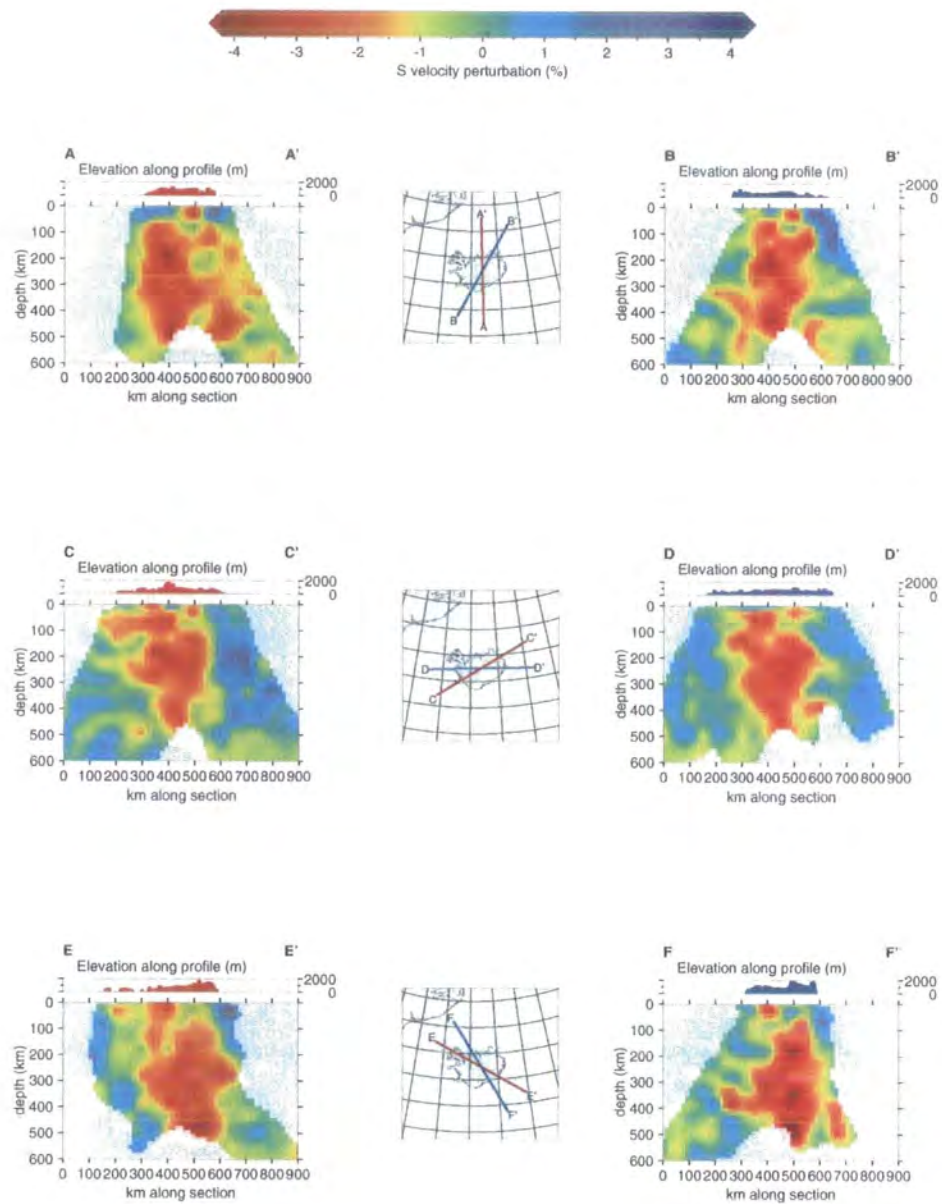 -4 -3 -2 -1 0 1 2 3 4
S velocity perturbation (%)
A A'
Elevation along profile (m)
2000
0
0
100
200
300
400
500
600
depth (km)
0 100 200 300 400 500 600 700 800 900
km along section
A'
B'
B
A
B B'
Elevation along profile (m)
2000
0
0
100
200
300
400
500
600
depth (km)
0 100 200 300 400 500 600 700 800 900
km along section
C C'
Elevation along profile (m)
2000
0
0
100
200
300
400
500
600
depth (km)
0 100 200 300 400 500 600 700 800 900
km along section
C'
D D'
C
D D'
Elevation along profile (m)
2000
0
0
100
200
300
400
500
600
depth (km)
0 100 200 300 400 500 600 700 800 900
km along section
E E'
Elevation along profile (m)
2000
0
0
100
200
300
400
500
600
depth (km)
0 100 200 300 400 500 600 700 800 900
km along section
F
E
E'
F'
F F'
Elevation along profile (m)
2000
0
0
100
200
300
400
500
600
depth (km)
0 100 200 300 400 500 600 700 800 900
km along section